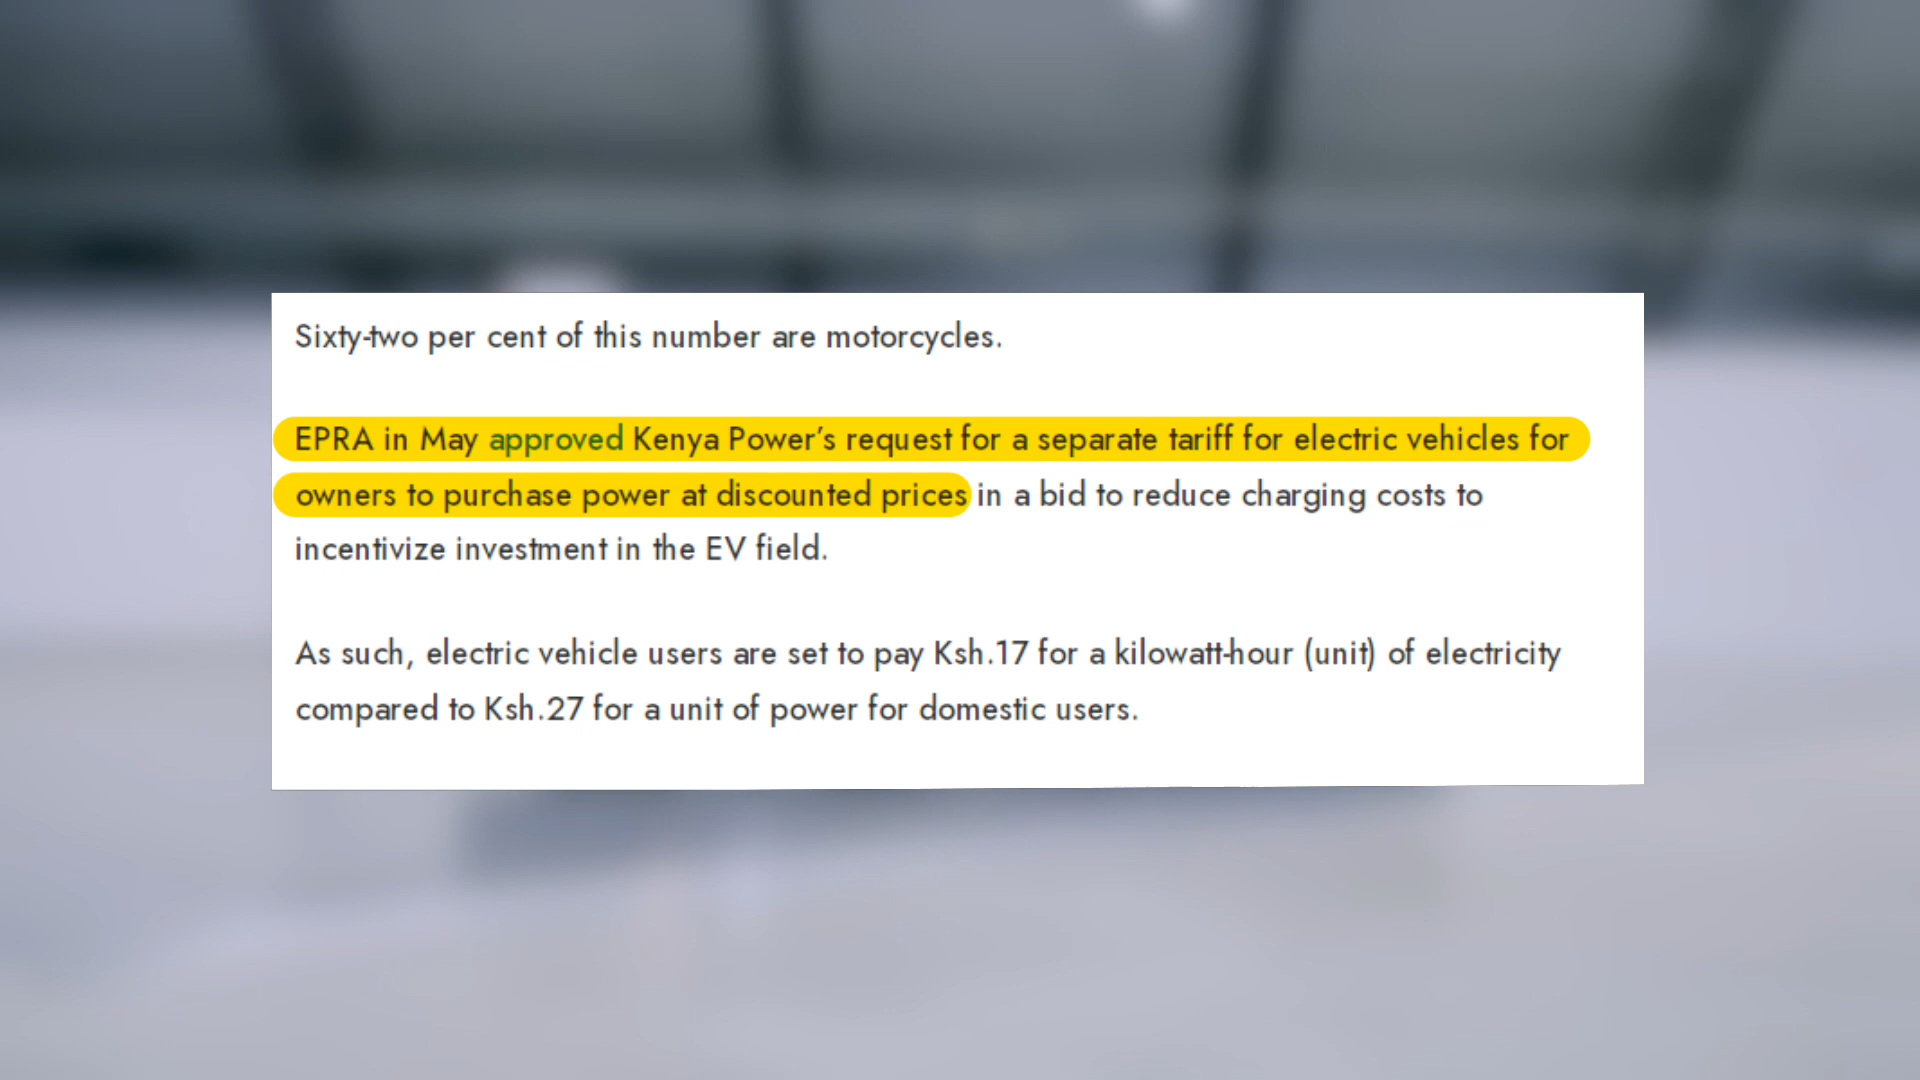 Sixty-two per cent of this number are motorcycles.
EPRA in May approved Kenya Power’s request for a separate tariff for electric vehicles for
owners to purchase power at discounted prices in a bid to reduce charging costs to
incentivize investment in the EV field.
As such, electric vehicle users are set to pay Ksh.17 for a kilowatt-hour (unit) of electricity
compared to Ksh.27 for a unit of power for domestic users.